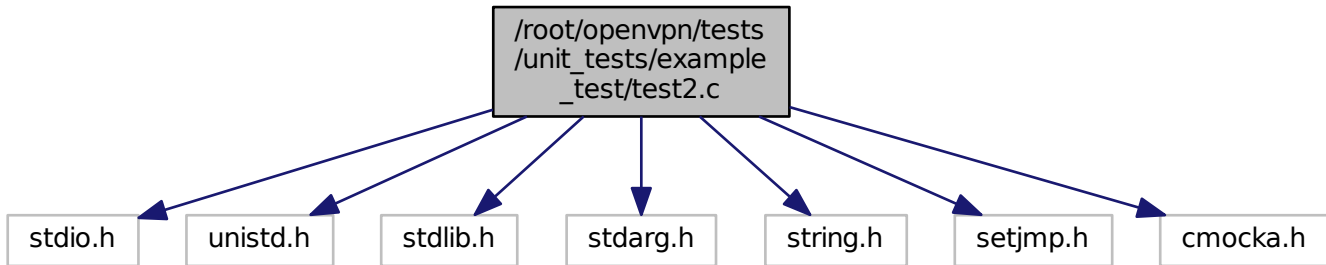 /root/openvpn/tests
/unit_tests/example
_test/test2.c
stdio.h
unistd.h
stdlib.h
stdarg.h
string.h
setjmp.h
cmocka.h